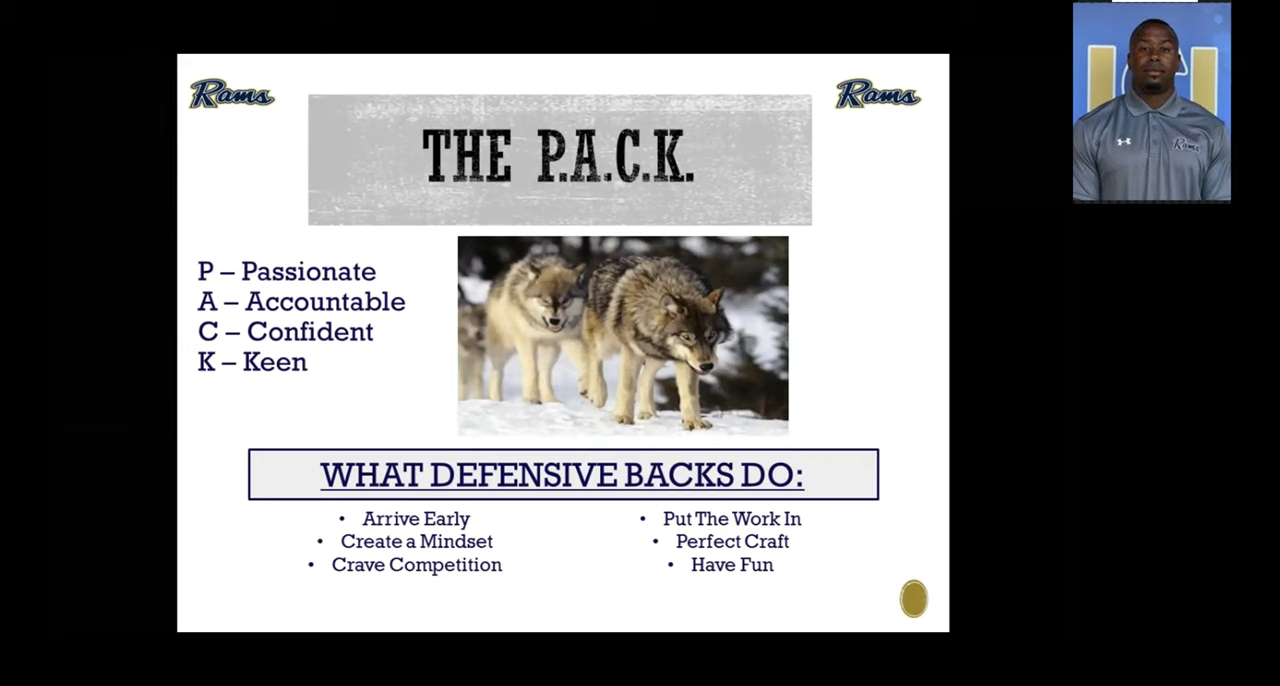 Rams
Rams
THE P.A.C.K.
P – Passionate
A – Accountable
C – Confident
K – Keen
WHAT DEFENSIVE BACKS DO:
• Arrive Early
• Create a Mindset
• Crave Competition
• Put The Work In
• Perfect Craft
• Have Fun
Rams